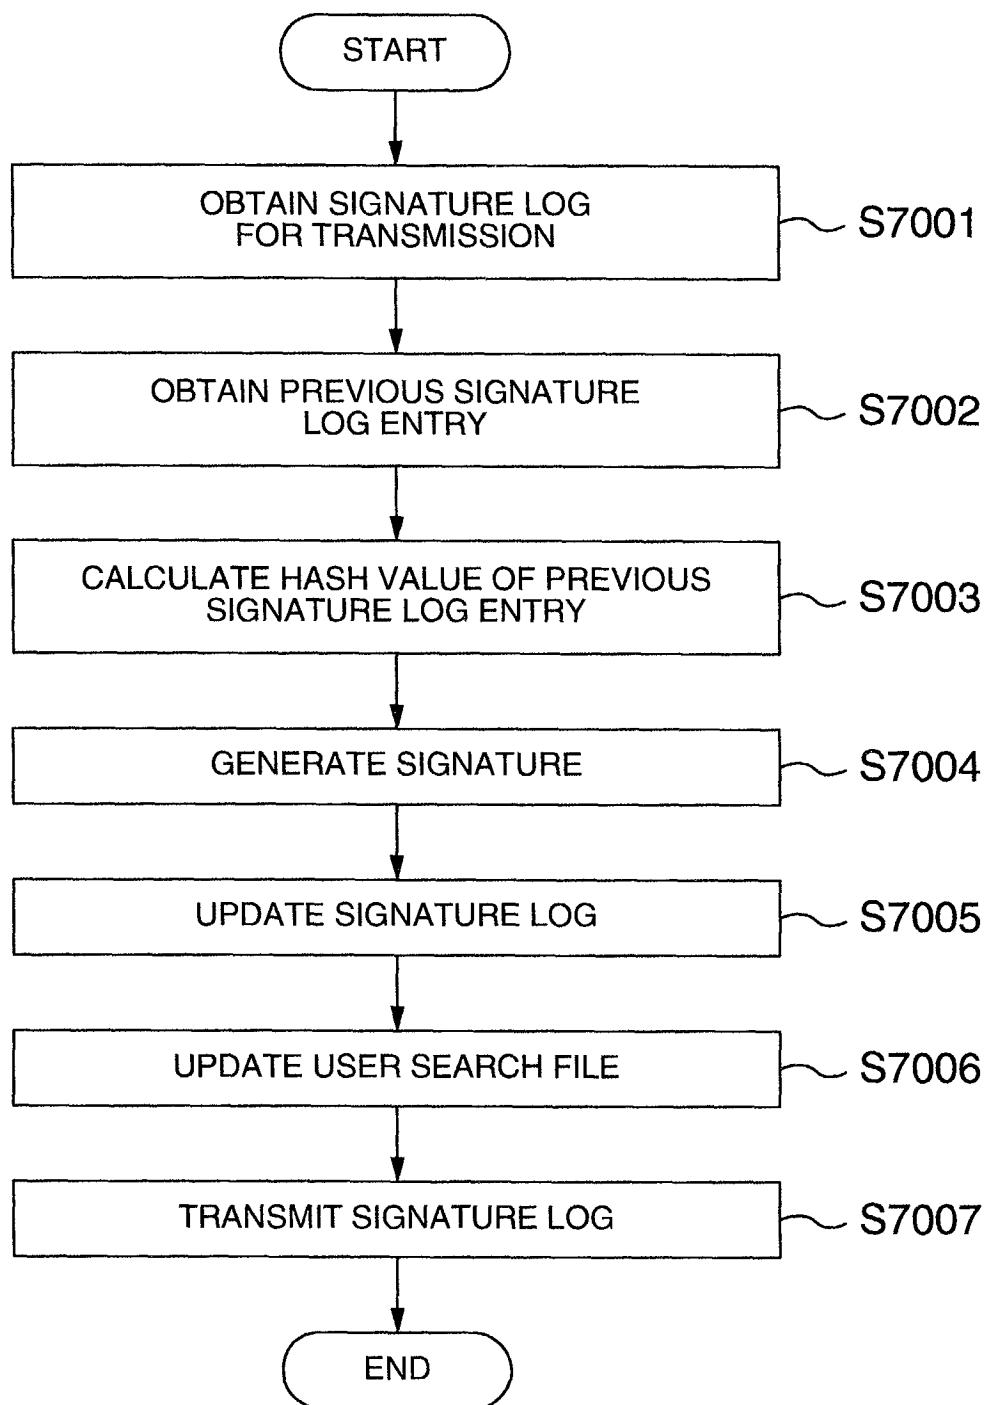 START
OBTAIN SIGNATURE LOG
FOR TRANSMISSION
S7001
OBTAIN PREVIOUS SIGNATURE
LOG ENTRY
S7002
CALCULATE HASH VALUE OF PREVIOUS
SIGNATURE LOG ENTRY
S7003
GENERATE SIGNATURE
S7004
UPDATE SIGNATURE LOG
S7005
UPDATE USER SEARCH FILE
S7006
TRANSMIT SIGNATURE LOG
S7007
END